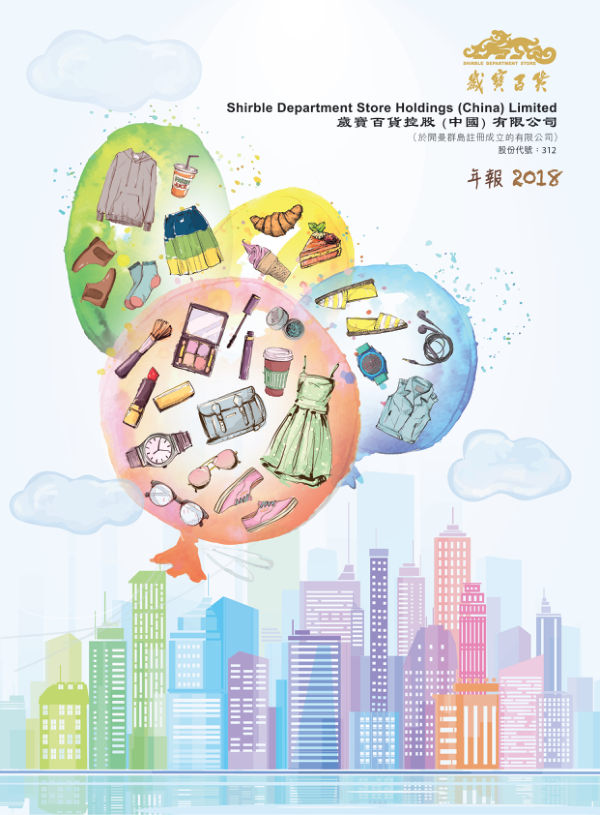 SHIRBLE DEPARTMENT STORE
歲寶百貨
Shirble Department Store Holdings (China) Limited
歲寶百貨控股（中國）有限公司
（於開曼群島註冊成立的有限公司）
股份代號：312
年報 2018
JUICE